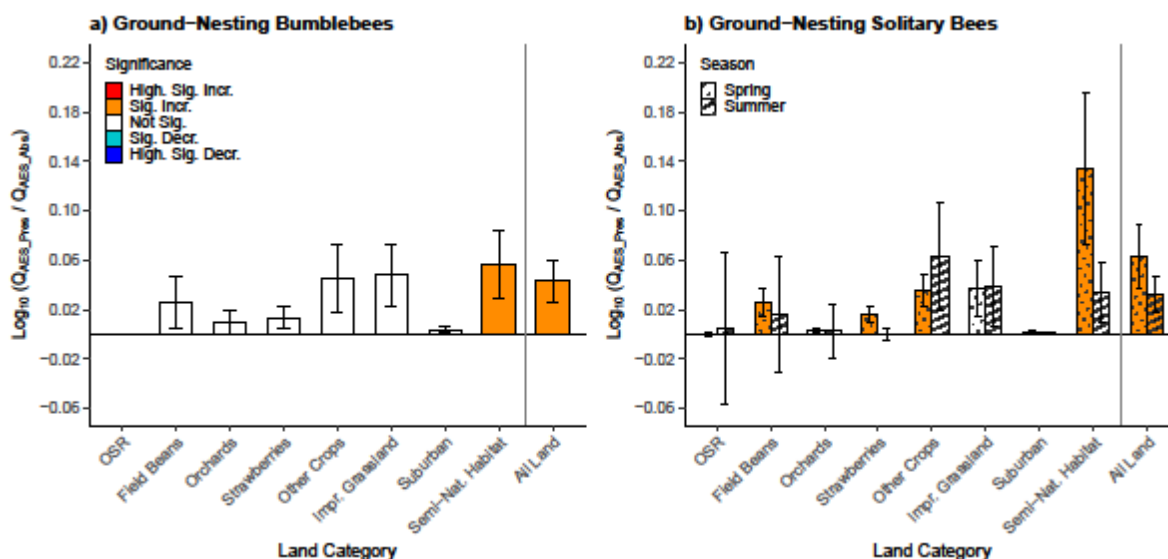 a) Ground-Nesting Bumblebees
Log10 (QAES_Pres / QAES_Abs)
0.22
0.18
0.14
0.10
0.06
0.02
−0.02
−0.06
Significance
High. Sig. Incr.
Sig. Incr.
Not Sig.
Sig. Decr.
High. Sig. Decr.
OSR
Field Beans
Orchards
Strawberries
Other Crops
Impr. Grassland
Suburban
Semi-Nat. Habitat
All Land
Land Category
b) Ground-Nesting Solitary Bees
Log10 (QAES_Pres / QAES_Abs)
0.22
0.18
0.14
0.10
0.06
0.02
−0.02
−0.06
Season
Spring
Summer
OSR
Field Beans
Orchards
Strawberries
Other Crops
Impr. Grassland
Suburban
Semi-Nat. Habitat
All Land
Land Category